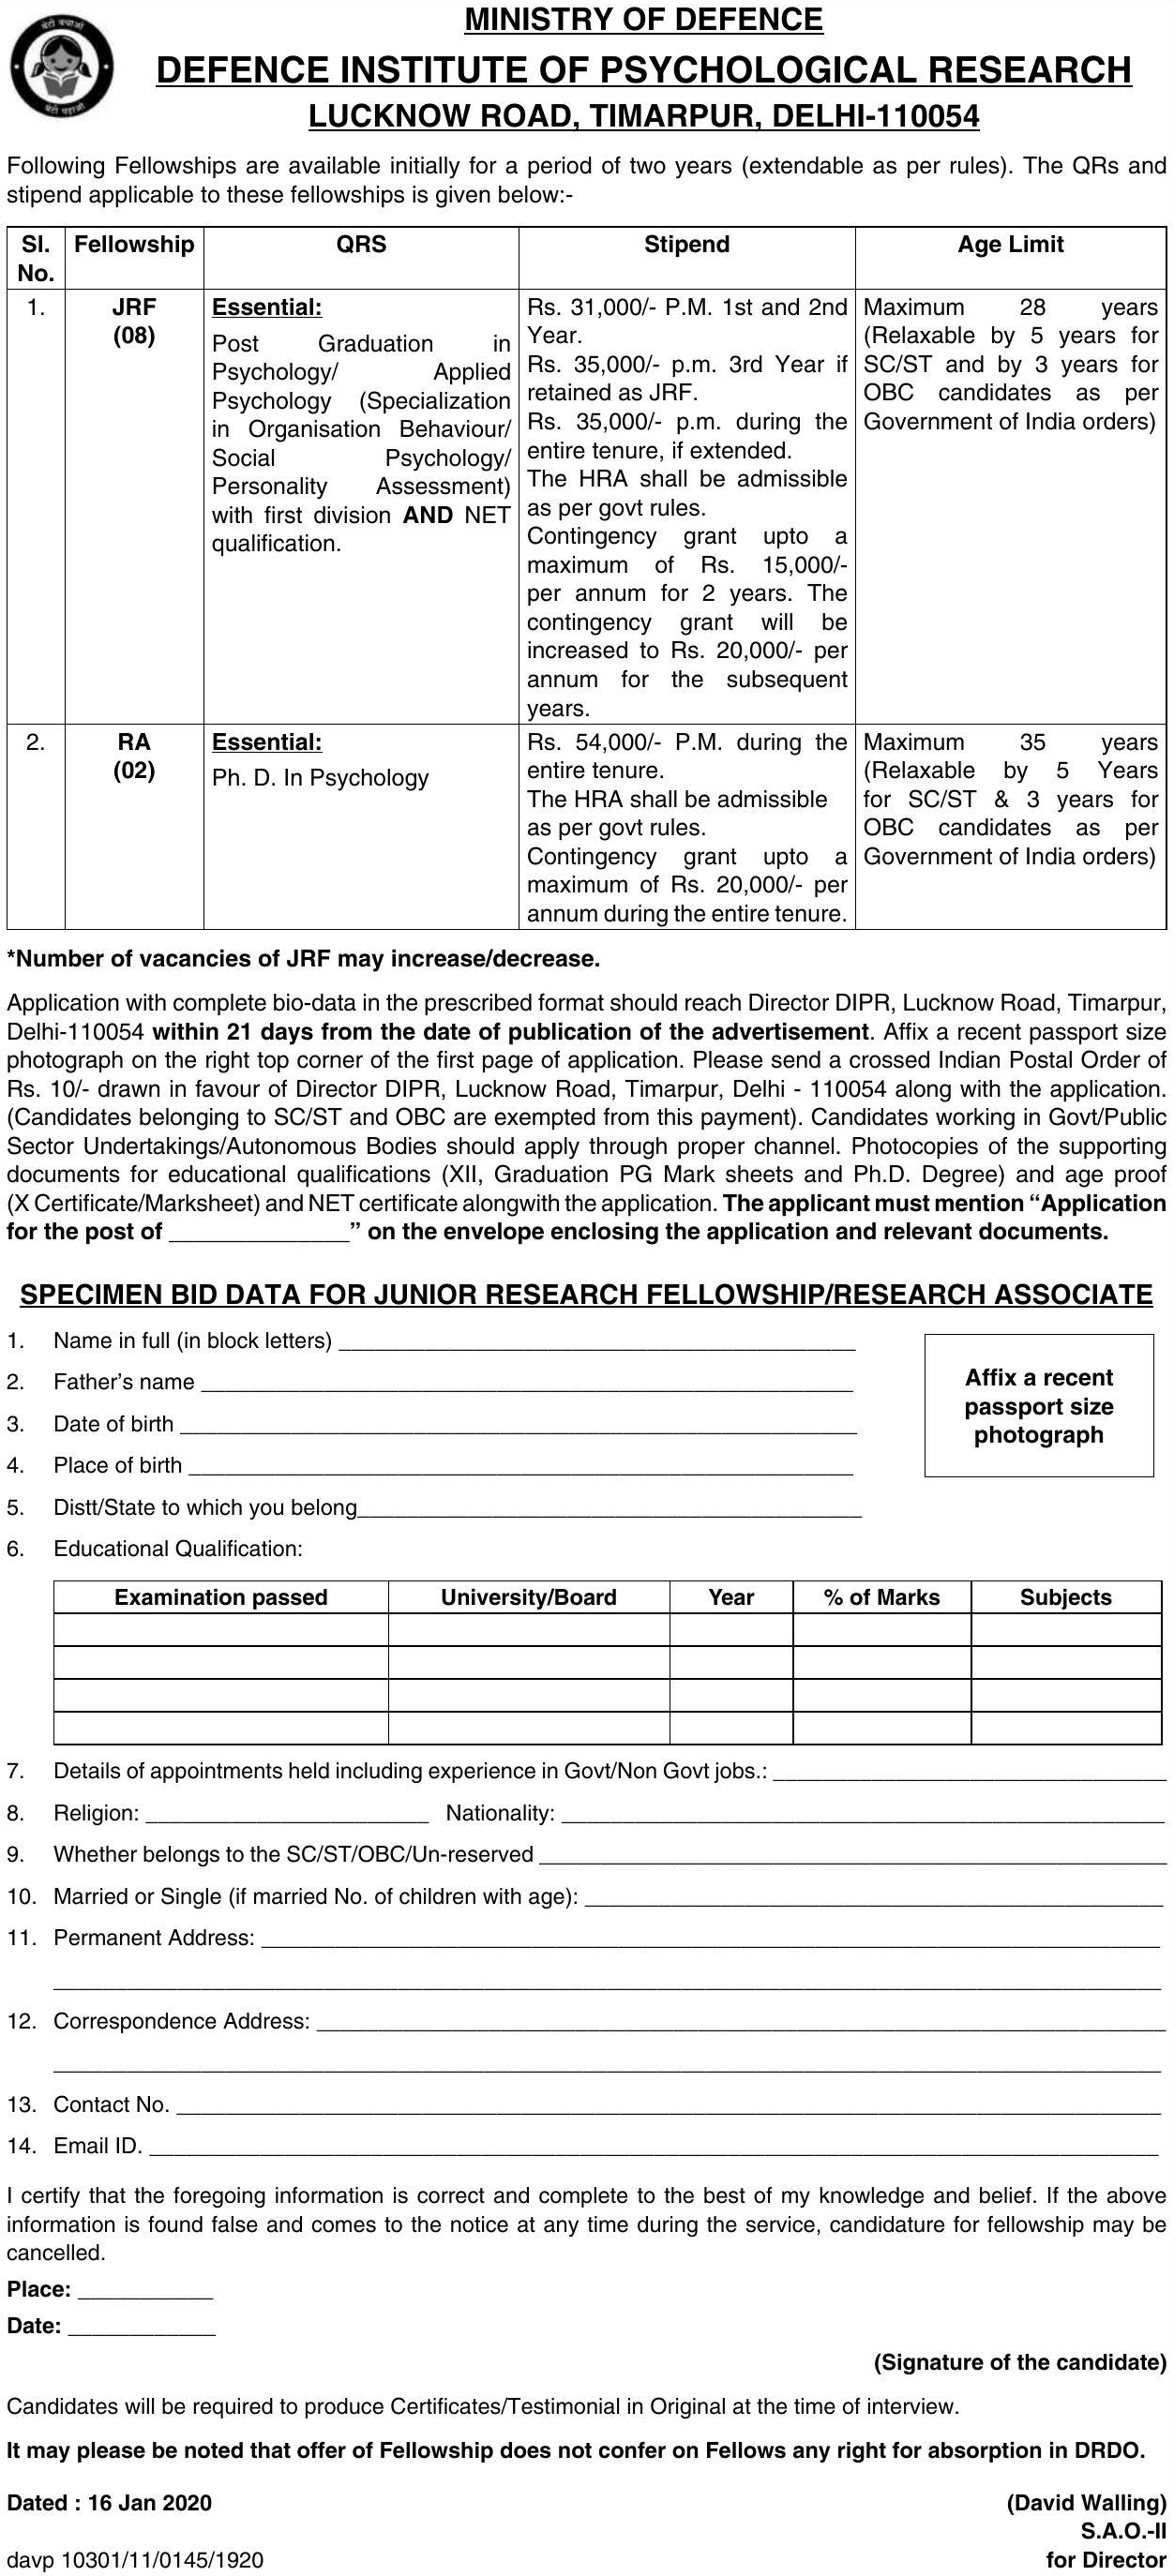 बेटी बचाओ
बेटी पढ़ाओ
MINISTRY OF DEFENCE
DEFENCE INSTITUTE OF PSYCHOLOGICAL RESEARCH
LUCKNOW ROAD, TIMARPUR, DELHI-110054
Following Fellowships are available initially for a period of two years (extendable as per rules). The QRs and
stipend applicable to these fellowships is given below:-
Sl. No. Fellowship QRS Stipend Age Limit
1.
JRF
(08)
Essential:
Post Graduation in
Psychology/ Applied
Psychology (Specialization
in Organisation Behaviour/
Social Psychology/
Personality Assessment)
with first division AND NET
qualification.
Rs. 31,000/- P.M. 1st and 2nd
Year.
Rs. 35,000/- p.m. 3rd Year if
retained as JRF.
Rs. 35,000/- p.m. during the
entire tenure, if extended.
The HRA shall be admissible
as per govt rules.
Contingency grant upto a
maximum of Rs. 15,000/-
per annum for 2 years. The
contingency grant will be
increased to Rs. 20,000/- per
annum for the subsequent
years.
Maximum 28 years
(Relaxable by 5 years for
SC/ST and by 3 years for
OBC candidates as per
Government of India orders)
2.
RA
(02)
Essential:
Ph. D. In Psychology
Rs. 54,000/- P.M. during the
entire tenure.
The HRA shall be admissible
as per govt rules.
Contingency grant upto a
maximum of Rs. 20,000/- per
annum during the entire tenure.
Maximum 35 years
(Relaxable by 5 Years
for SC/ST & 3 years for
OBC candidates as per
Government of India orders)
*Number of vacancies of JRF may increase/decrease.
Application with complete bio-data in the prescribed format should reach Director DIPR, Lucknow Road, Timarpur,
Delhi-110054 within 21 days from the date of publication of the advertisement. Affix a recent passport size
photograph on the right top corner of the first page of application. Please send a crossed Indian Postal Order of
Rs. 10/- drawn in favour of Director DIPR, Lucknow Road, Timarpur, Delhi - 110054 along with the application.
(Candidates belonging to SC/ST and OBC are exempted from this payment). Candidates working in Govt/Public
Sector Undertakings/Autonomous Bodies should apply through proper channel. Photocopies of the supporting
documents for educational qualifications (XII, Graduation PG Mark sheets and Ph.D. Degree) and age proof
(X Certificate/Marksheet) and NET certificate alongwith the application. The applicant must mention “Application
for the post of _______________” on the envelope enclosing the application and relevant documents.
SPECIMEN BID DATA FOR JUNIOR RESEARCH FELLOWSHIP/RESEARCH ASSOCIATE
1. Name in full (in block letters) ____________________
2. Father’s name ____________________
3. Date of birth ____________________
4. Place of birth ____________________
5. Distt/State to which you belong____________________
Affix a recent
passport size
photograph
6. Educational Qualification:
Examination passed University/Board Year % of Marks Subjects
7. Details of appointments held including experience in Govt/Non Govt jobs.: ____________________
8. Religion: ____________________ Nationality: ____________________
9. Whether belongs to the SC/ST/OBC/Un-reserved ____________________
10. Married or Single (if married No. of children with age): ____________________
11. Permanent Address: ____________________
____________________
12. Correspondence Address: ____________________
____________________
13. Contact No. ____________________
14. Email ID. ____________________
I certify that the foregoing information is correct and complete to the best of my knowledge and belief. If the above
information is found false and comes to the notice at any time during the service, candidature for fellowship may be
cancelled.
Place: ___________
Date: ____________
(Signature of the candidate)
Candidates will be required to produce Certificates/Testimonial in Original at the time of interview.
It may please be noted that offer of Fellowship does not confer on Fellows any right for absorption in DRDO.
Dated : 16 Jan 2020 (David Walling)
S.A.O.-II
davp 10301/11/0145/1920 for Director